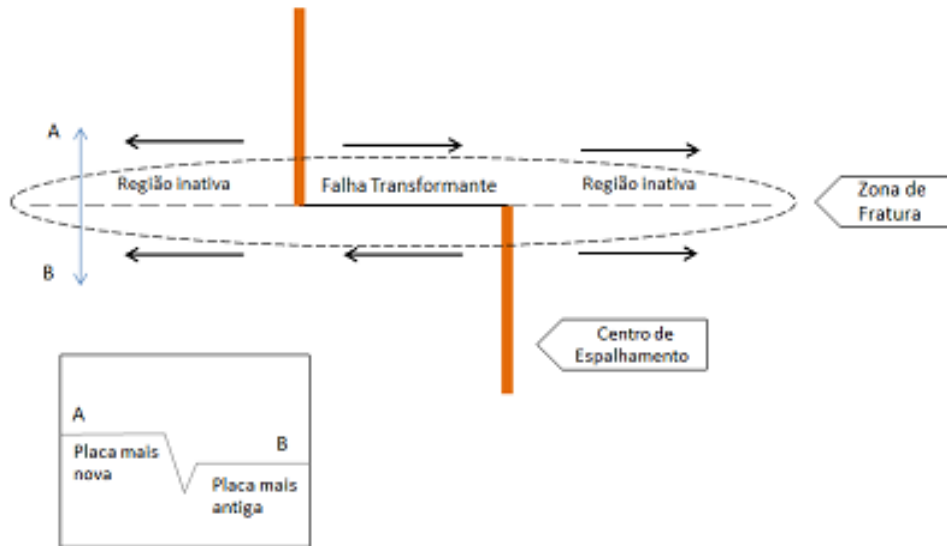 A
Região inativa
Falha Transformante
Região inativa
Zona de
Fratura
B
Centro de
Espalhamento
A
B
Placa mais
nova
Placa mais
antiga